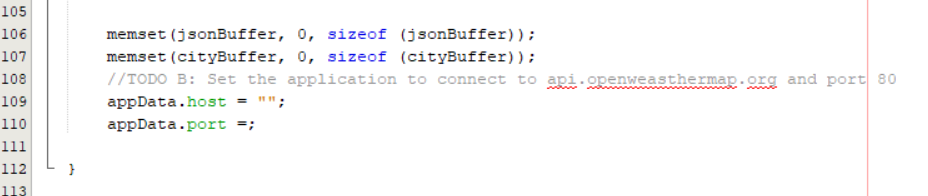 105
106 memset(jsonBuffer, 0, sizeof (jsonBuffer));
107 memset(cityBuffer, 0, sizeof (cityBuffer));
108 //TODO B: Set the application to connect to api.openweasthermap.org and port 80
109 appData.host = "";
110 appData.port =;
111
112 }
113